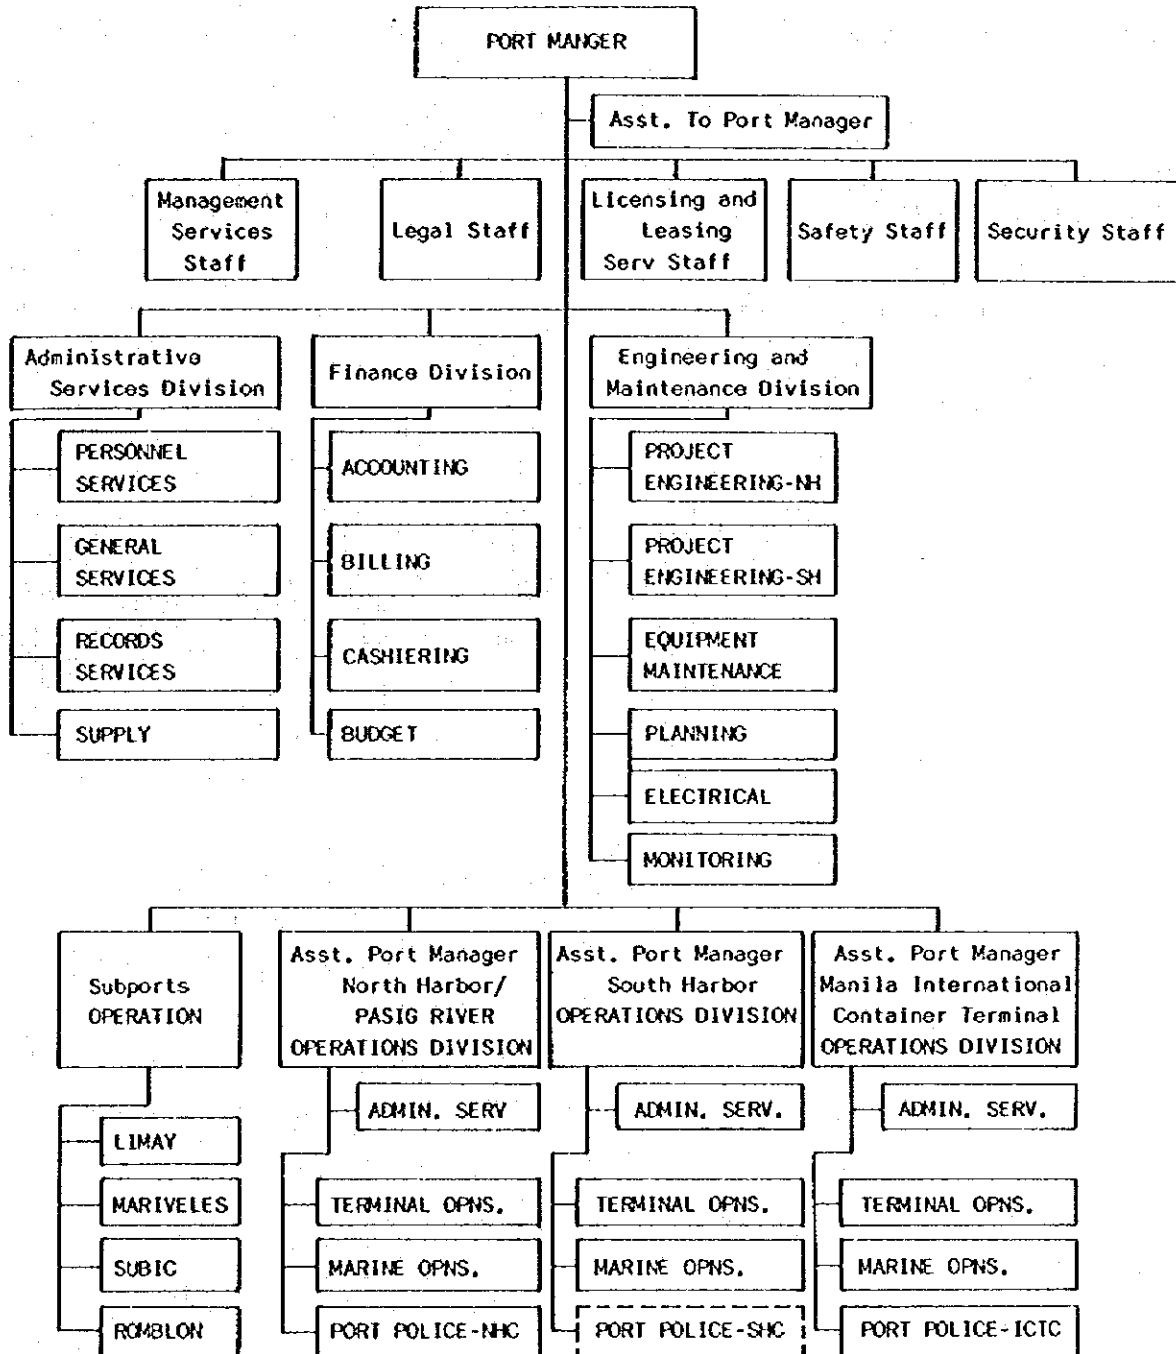 PORT MANGER
Asst. To Port Manager
Management
Services
Staff
Legal Staff
Licensing and
Leasing
Serv Staff
Safety Staff
Security Staff
Administrative
Services Division
Finance Division
Engineering and
Maintenance Division
PERSONNEL
SERVICES
GENERAL
SERVICES
RECORDS
SERVICES
SUPPLY
ACCOUNTING
BILLING
CASHIERING
BUDGET
PROJECT
ENGINEERING-NH
PROJECT
ENGINEERING-SH
EQUIPMENT
MAINTENANCE
PLANNING
ELECTRICAL
MONITORING
Subports
OPERATION
LIMAY
MARIVELES
SUBIC
ROMBLON
Asst. Port Manager
North Harbor/
PASIG RIVER
OPERATIONS DIVISION
ADMIN. SERV
TERMINAL OPNS.
MARINE OPNS.
PORT POLICE-NHC
Asst. Port Manager
South Harbor
OPERATIONS DIVISION
ADMIN. SERV.
TERMINAL OPNS.
MARINE OPNS.
PORT POLICE-SHC
Asst. Port Manager
Manila International
Container Terminal
OPERATIONS DIVISION
ADMIN. SERV.
TERMINAL OPNS.
MARINE OPNS.
PORT POLICE-ICTC